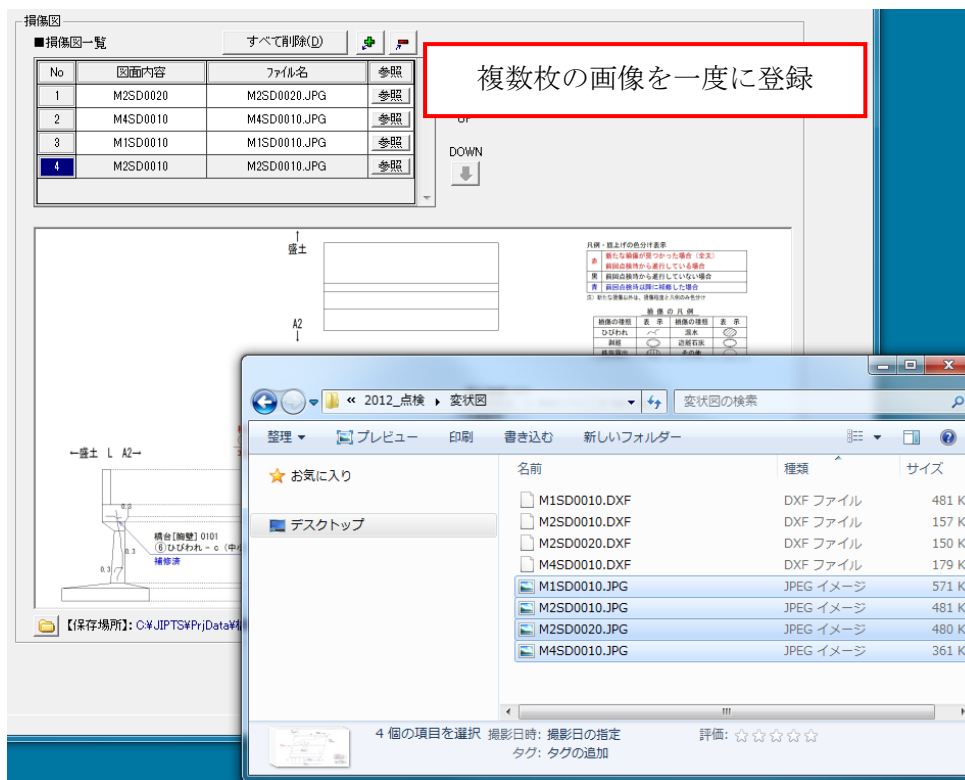 損傷図
■損傷図一覧
すべて削除(D)
複数枚の画像を一度に登録
No 図面内容 ファイル名 参照
1 M2SD0020 M2SD0020.JPG 参照
2 M4SD0010 M4SD0010.JPG 参照
3 M1SD0010 M1SD0010.JPG 参照
4 M2SD0010 M2SD0010.JPG 参照
UP
DOWN
盛土
A2
凡例・旗上げの色分け表示
赤 新たな損傷が見つかった場合(全文)
前回点検時から進行している場合
黒 前回点検時から進行していない場合
青 前回点検時以降に補修した場合
損傷の凡例
損傷の種類 表示 損傷の種類 表示
ひびわれ 漏水
剥離 遊離石灰
その他
←盛土 L A2→
0.3
橋台[胸壁] 0101
⑥ひびわれ - c (中
補修済
0.3
0.3
【保存場所】: C:¥JIPTS¥PrjData¥
« 2012_点検 ▸ 変状図
変状図の検索
整理 ▼ プレビュー 印刷 書き込む 新しいフォルダー
お気に入り
デスクトップ
名前 種類 サイズ
M1SD0010.DXF DXF ファイル 481 K
M2SD0010.DXF DXF ファイル 157 K
M2SD0020.DXF DXF ファイル 150 K
M4SD0010.DXF DXF ファイル 179 K
M1SD0010.JPG JPEG イメージ 571 K
M2SD0010.JPG JPEG イメージ 481 K
M2SD0020.JPG JPEG イメージ 480 K
M4SD0010.JPG JPEG イメージ 361 K
4 個の項目を選択 撮影日時: 撮影日の指定 評価: ☆☆☆☆☆
タグ: タグの追加